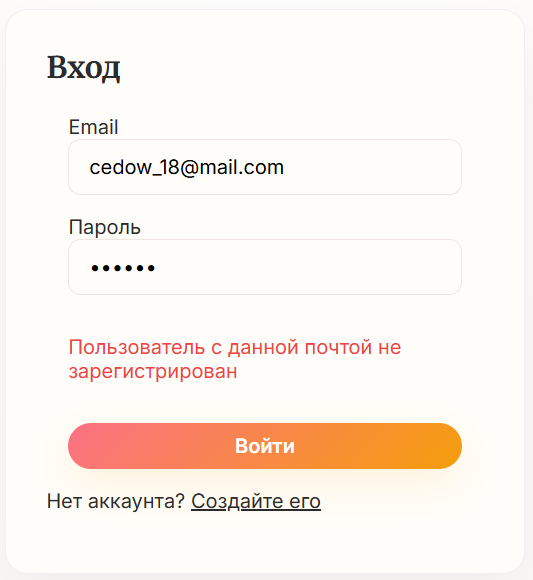 Вход
Email
cedow_18@mail.com
Пароль
••••••
Пользователь с данной почтой не
зарегистрирован
Войти
Нет аккаунта? Создайте его